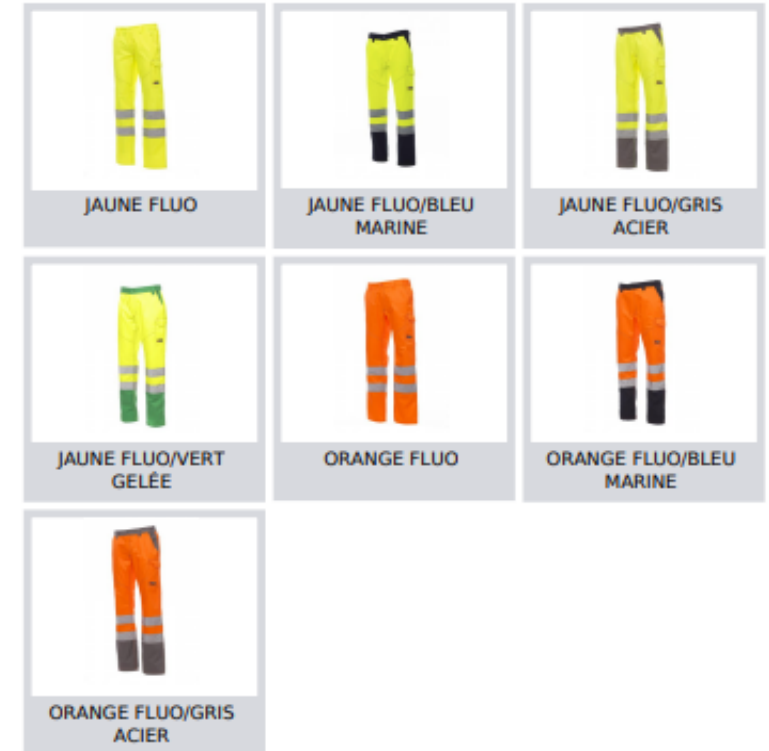 JAUNE FLUO
JAUNE FLUO/BLEU
MARINE
JAUNE FLUO/GRIS
ACIER
JAUNE FLUO/VERT
GELÉE
ORANGE FLUO
ORANGE FLUO/BLEU
MARINE
ORANGE FLUO/GRIS
ACIER